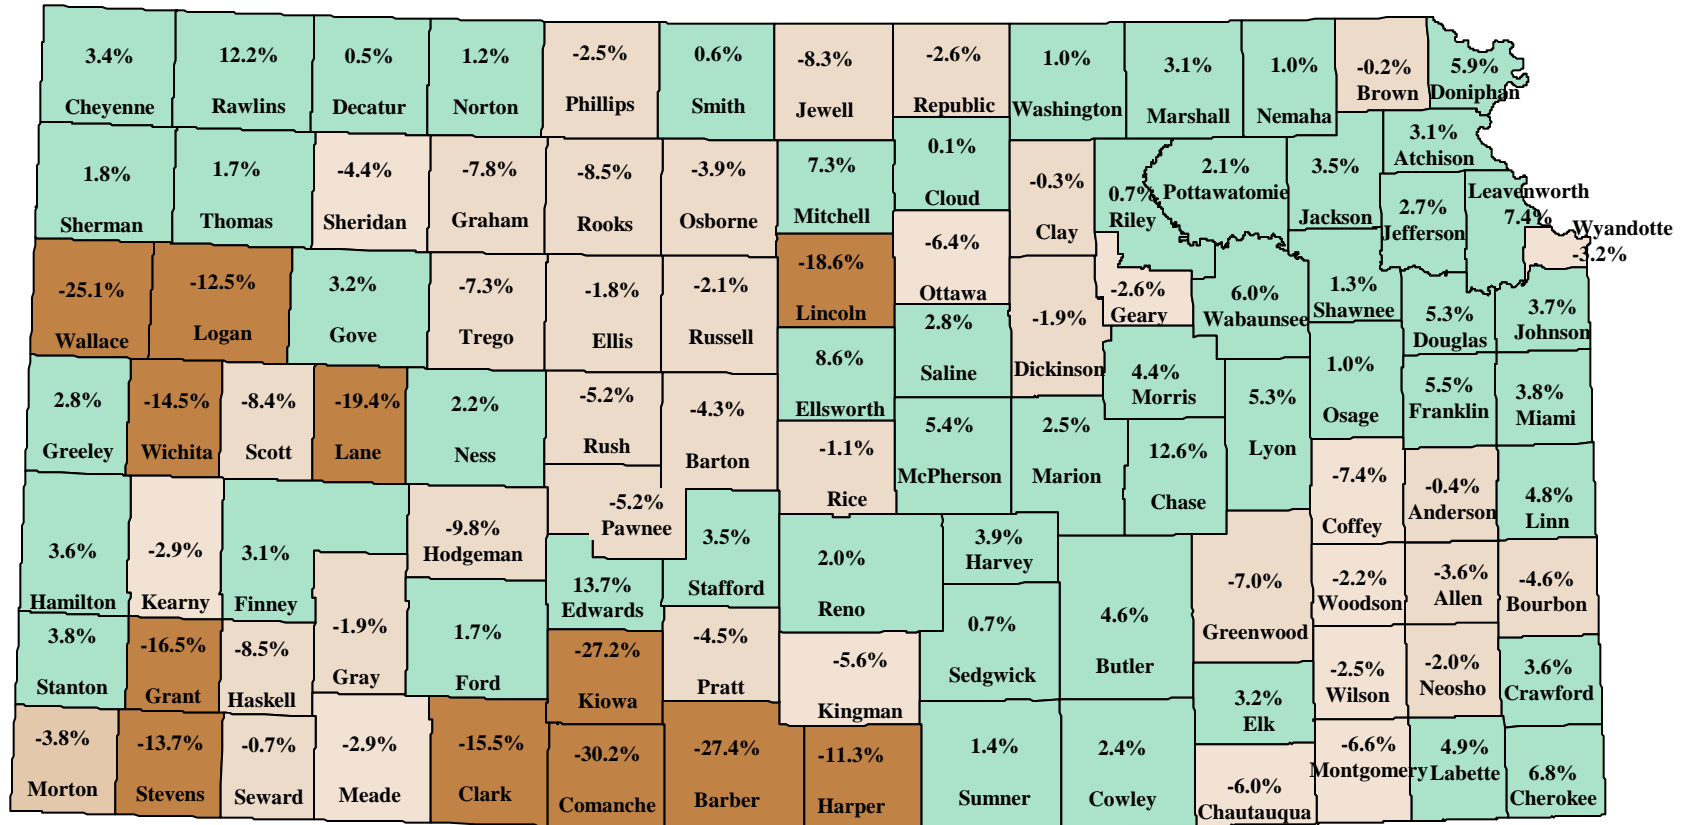 3.4%
Cheyenne
12.2%
Rawlins
0.5%
Decatur
1.2%
Norton
-2.5%
Phillips
0.6%
Smith
-8.3%
Jewell
-2.6%
Republic
1.0%
Washington
3.1%
Marshall
1.0%
Nemaha
-0.2%
Brown
5.9%
Doniphan
1.8%
Sherman
1.7%
Thomas
-4.4%
Sheridan
-7.8%
Graham
-8.5%
Rooks
-3.9%
Osborne
7.3%
Mitchell
0.1%
Cloud
-0.3%
Clay
0.7%
Riley
2.1%
Pottawatomie
3.5%
Jackson
3.1%
Atchison
2.7%
Jefferson
Leavenworth
7.4%
Wyandotte
-3.2%
-25.1%
Wallace
-12.5%
Logan
3.2%
Gove
-7.3%
Trego
-1.8%
Ellis
-2.1%
Russell
-18.6%
Lincoln
-6.4%
Ottawa
2.8%
Saline
-1.9%
Dickinson
-2.6%
Geary
6.0%
Wabaunsee
1.3%
Shawnee
5.3%
Douglas
3.7%
Johnson
2.8%
Greeley
-14.5%
Wichita
-8.4%
Scott
-19.4%
Lane
2.2%
Ness
-5.2%
Rush
-4.3%
Barton
8.6%
Ellsworth
-1.1%
Rice
5.4%
McPherson
2.5%
Marion
4.4%
Morris
12.6%
Chase
5.3%
Lyon
1.0%
Osage
5.5%
Franklin
3.8%
Miami
3.6%
Hamilton
-2.9%
Kearny
3.1%
Finney
-9.8%
Hodgeman
-5.2%
Pawnee
13.7%
Edwards
3.5%
Stafford
2.0%
Reno
3.9%
Harvey
0.7%
Sedgwick
4.6%
Butler
-7.0%
Greenwood
-7.4%
Coffey
-0.4%
Anderson
4.8%
Linn
-2.2%
Woodson
-3.6%
Allen
-4.6%
Bourbon
3.8%
Stanton
-16.5%
Grant
-8.5%
Haskell
-1.9%
Gray
1.7%
Ford
-27.2%
Kiowa
-4.5%
Pratt
-5.6%
Kingman
3.2%
Elk
-2.5%
Wilson
-2.0%
Neosho
3.6%
Crawford
-3.8%
Morton
-13.7%
Stevens
-0.7%
Seward
-2.9%
Meade
-15.5%
Clark
-30.2%
Comanche
-27.4%
Barber
-11.3%
Harper
1.4%
Sumner
2.4%
Cowley
-6.0%
Chautauqua
-6.6%
Montgomery
4.9%
Labette
6.8%
Cherokee